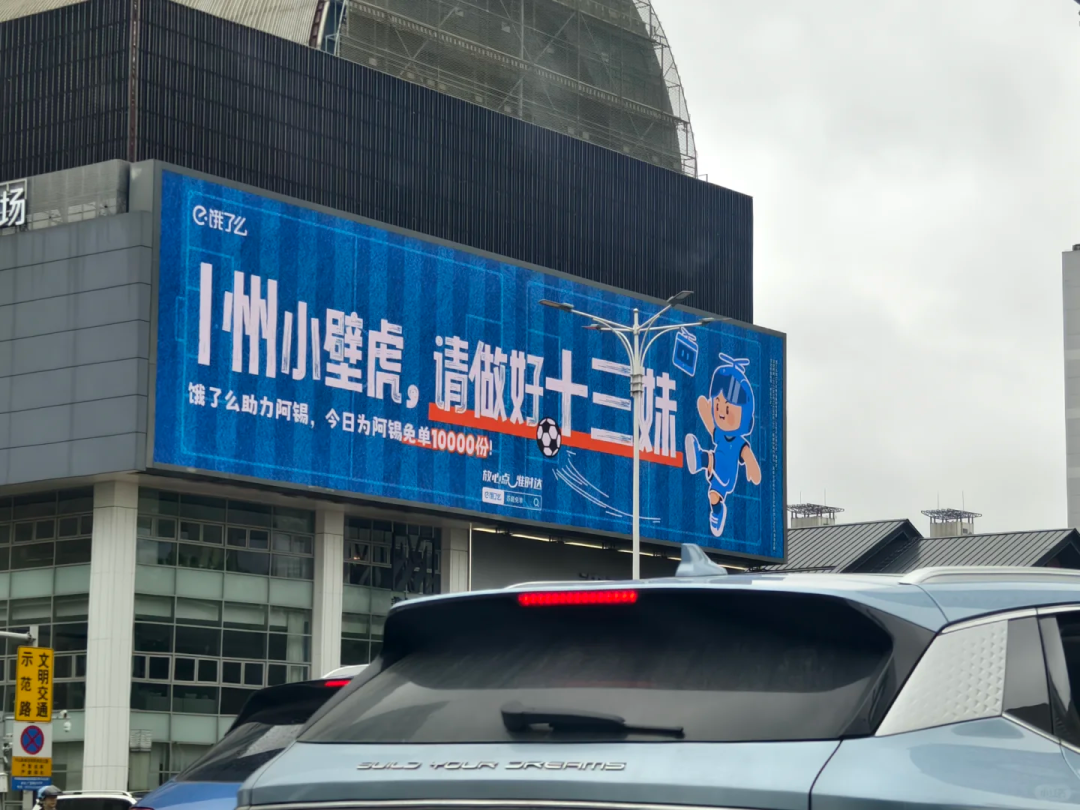 场
饿了么
丨州小壁虎，请做好十三妹
饿了么助力阿锡，今日为阿锡免单10000份！
放心点 准时达
文明交通
示范路
BUILD YOUR DREAMS